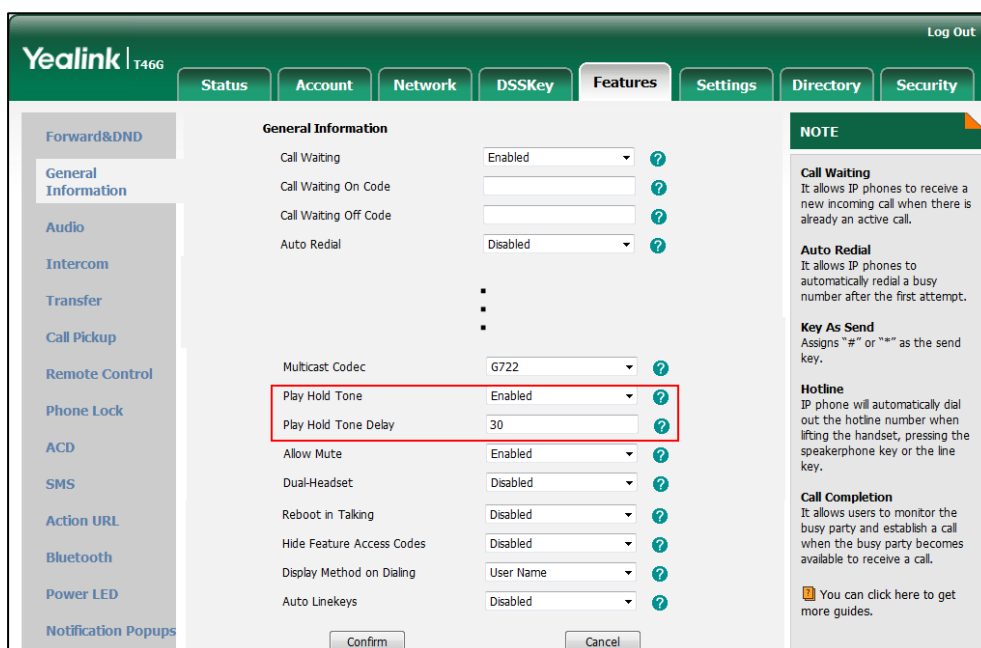 Log Out
Yealink | T46G
Status Account Network DSSKey Features Settings Directory Security
Forward&DND
General
Information
Audio
Intercom
Transfer
Call Pickup
Remote Control
Phone Lock
ACD
SMS
Action URL
Bluetooth
Power LED
Notification Popups
General Information
Call Waiting Enabled ?
Call Waiting On Code ?
Call Waiting Off Code ?
Auto Redial Disabled ?
Multicast Codec G722 ?
Play Hold Tone Enabled ?
Play Hold Tone Delay 30 ?
Allow Mute Enabled ?
Dual-Headset Disabled ?
Reboot in Talking Disabled ?
Hide Feature Access Codes Disabled ?
Display Method on Dialing User Name ?
Auto Linekeys Disabled ?
Confirm Cancel
NOTE
Call Waiting
It allows IP phones to receive a
new incoming call when there is
already an active call.
Auto Redial
It allows IP phones to
automatically redial a busy
number after the first attempt.
Key As Send
Assigns "#" or "*" as the send
key.
Hotline
IP phone will automatically dial
out the hotline number when
lifting the handset, pressing the
speakerphone key or the line
key.
Call Completion
It allows users to monitor the
busy party and establish a call
when the busy party becomes
available to receive a call.
? You can click here to get
more guides.